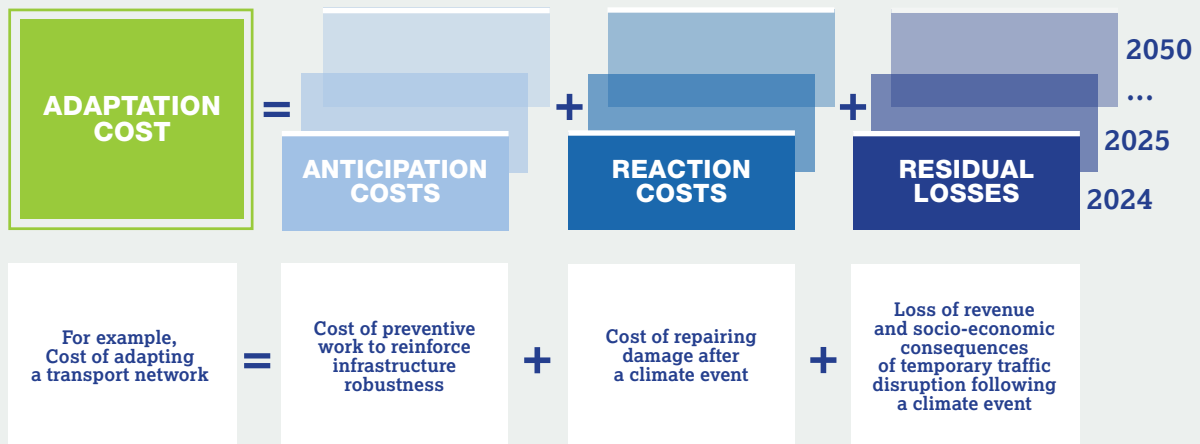 ADAPTATION
COST
=
ANTICIPATION
COSTS
+
REACTION
COSTS
+
RESIDUAL
LOSSES
2050
...
2025
2024
For example,
Cost of adapting
a transport network
=
Cost of preventive
work to reinforce
infrastructure
robustness
+
Cost of repairing
damage after
a climate event
+
Loss of revenue
and socio-economic
consequences
of temporary traffic
disruption following
a climate event